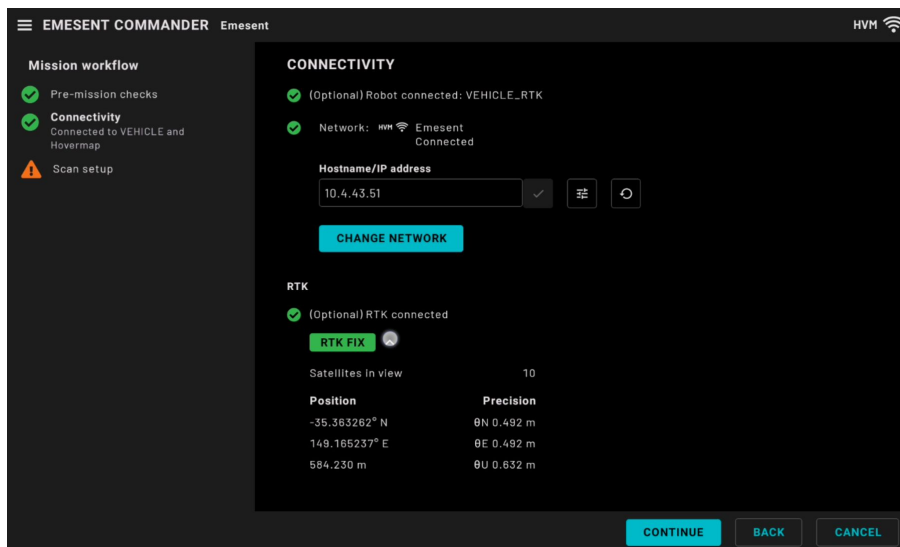 EMESENT COMMANDER Emesent
HVM
Mission workflow
Pre-mission checks
Connectivity
Connected to VEHICLE and
Hovermap
Scan setup
CONNECTIVITY
(Optional) Robot connected: VEHICLE_RTK
Network: HVM Emesent
Connected
Hostname/IP address
10.4.43.51
CHANGE NETWORK
RTK
(Optional) RTK connected
RTK FIX
Satellites in view 10
Position Precision
-35.363262° N θN 0.492 m
149.165237° E θE 0.492 m
584.230 m θU 0.632 m
CONTINUE BACK CANCEL